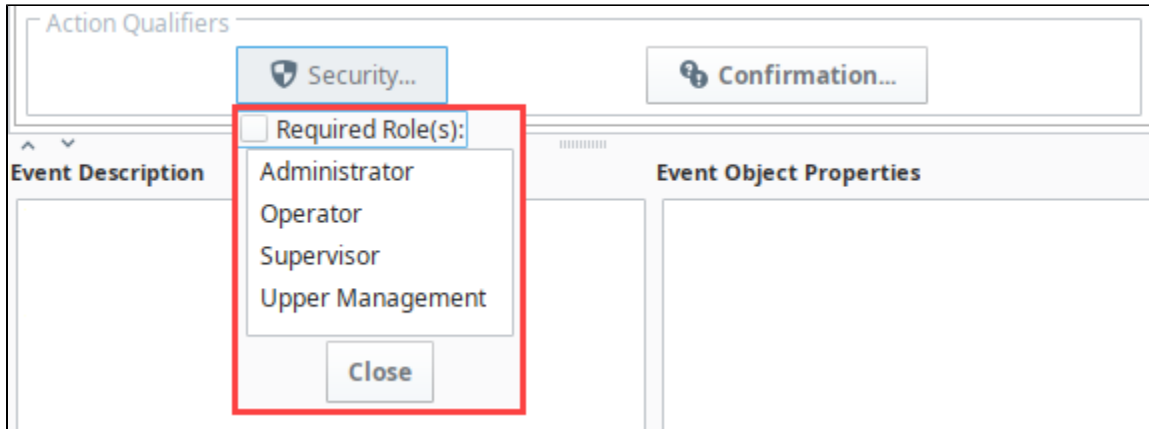 Action Qualifiers
Security...
Confirmation...
Required Role(s):
Event Description
Event Object Properties
Administrator
Operator
Supervisor
Upper Management
Close